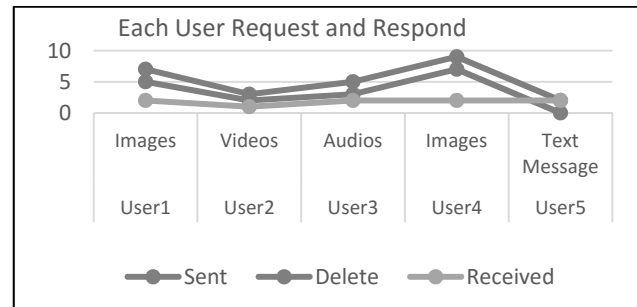 Each User Request and Respond
10
5
0
Images Videos Audios Images Text
Message
User1 User2 User3 User4 User5
Sent Delete Received